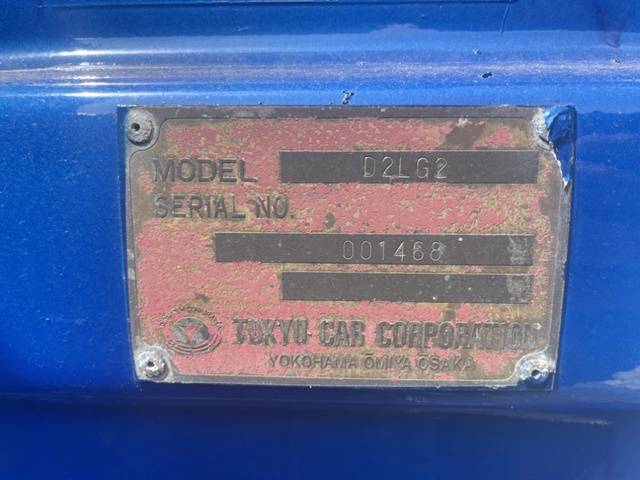 MODEL D2LG2
SERIAL NO.
001468
TOKYU CAR CORPORATION
YOKOHAMA ŌMIYA ŌSAKA